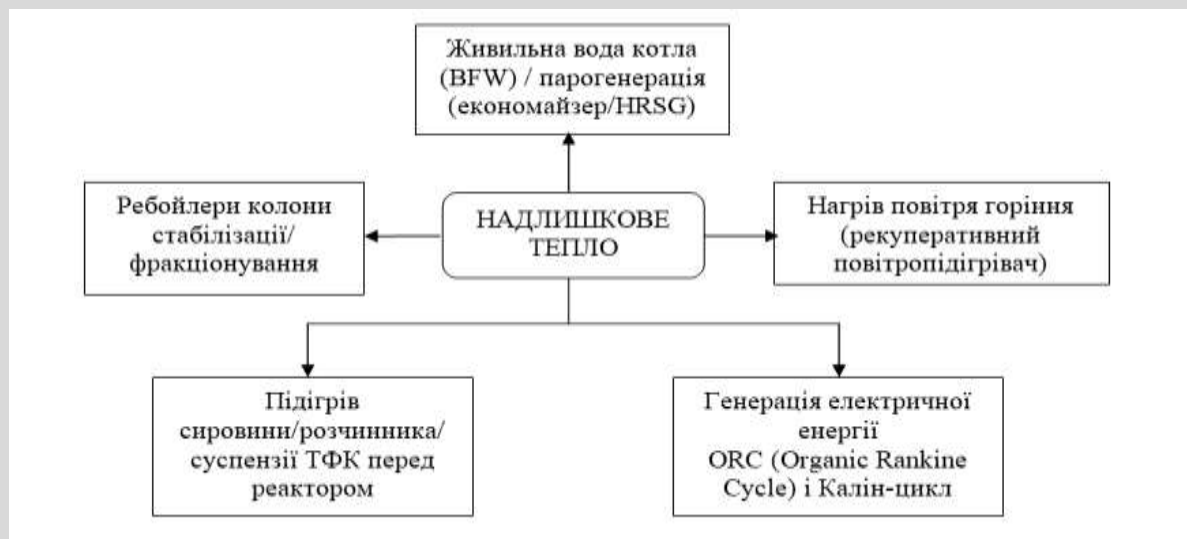 Живильна вода котла
(BFW) / парогенерація
(економайзер/HRSG)
Ребойлери колони
стабілізації/
фракціонування
НАДЛИШКОВЕ
ТЕПЛО
Нагрів повітря горіння
(рекуперативний
повітропідігрівач)
Підігрів
сировини/розчинника/
суспензії ТФК перед
реактором
Генерація електричної
енергії
ORC (Organic Rankine
Cycle) і Калін-цикл